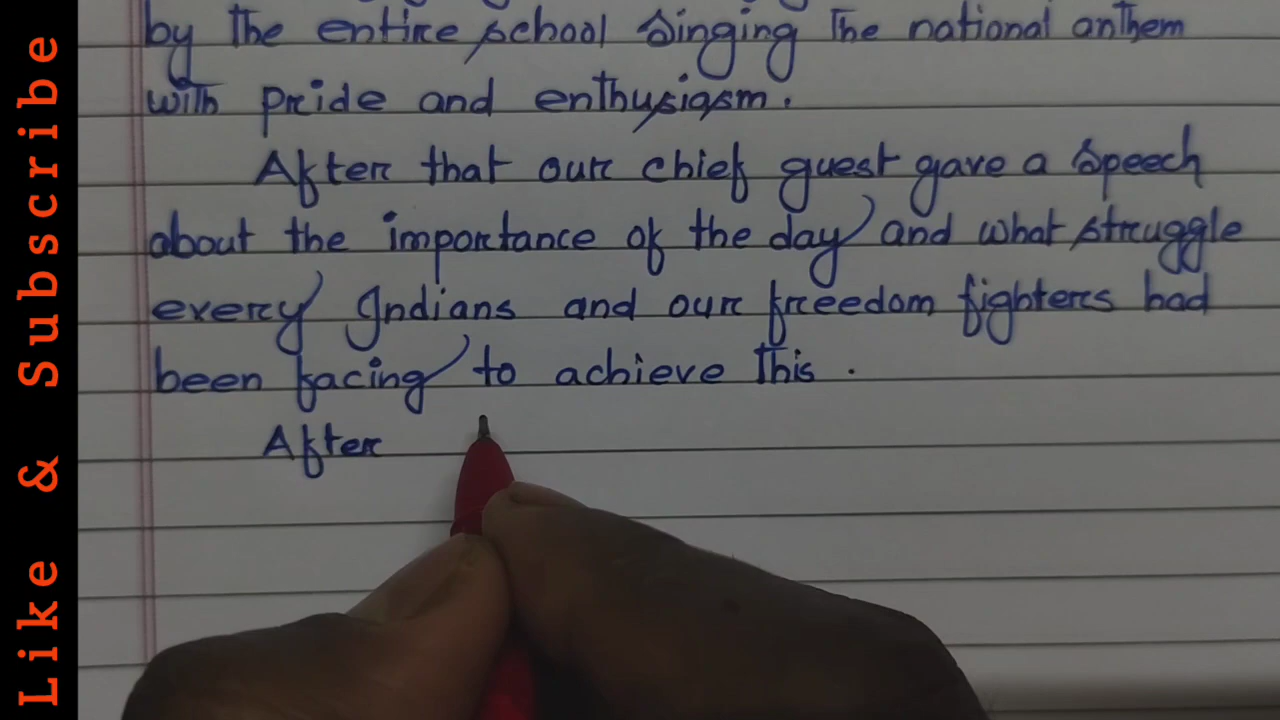 Like & Subscribe
by the entire school singing the national anthem
with pride and enthusiasm.
After that our chief guest gave a speech
about the importance of the day and what struggle
every Indians and our freedom fighters had
been facing to achieve this.
After